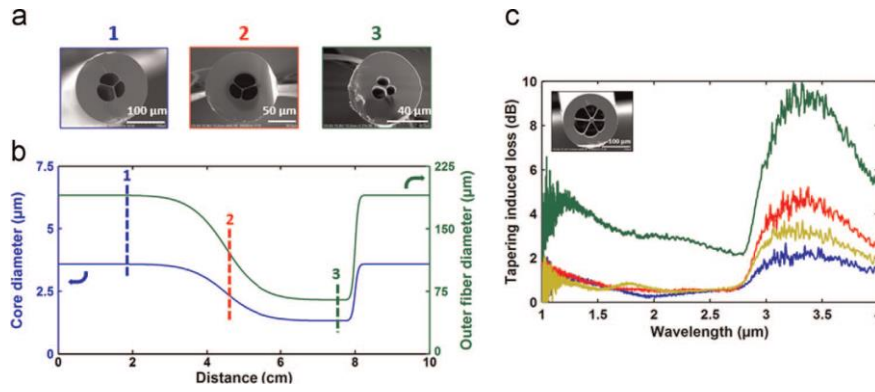 a
1
2
3
100 µm
50 µm
40 µm
b
7.5
5
2.5
0
Core diameter (µm)
1
2
3
225
150
75
0
Outer fiber diameter (µm)
0
2
4
6
8
10
Distance (cm)
c
10
8
6
4
2
0
Tapering induced loss (dB)
100 µm
1
1.5
2
2.5
3
3.5
4
Wavelength (µm)